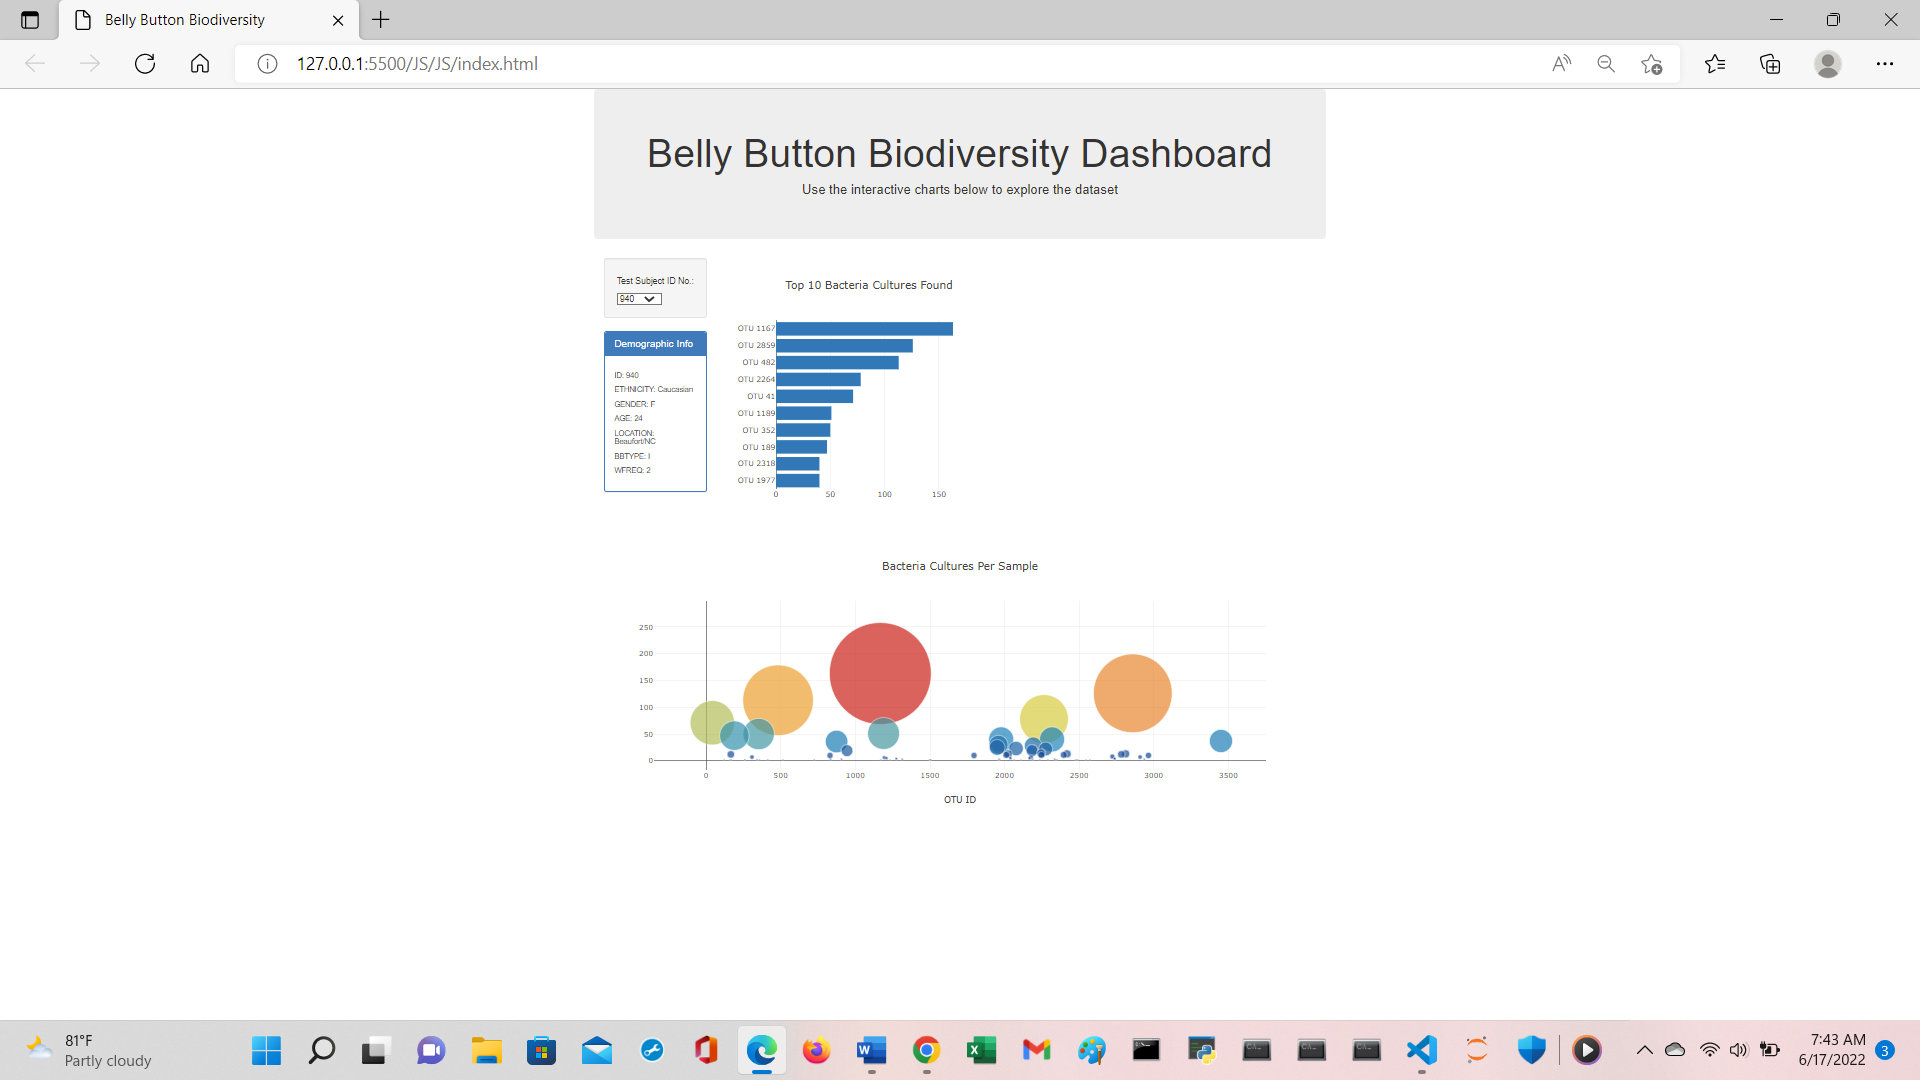 Belly Button Biodiversity
127.0.0.1:5500/JS/JS/index.html
Belly Button Biodiversity Dashboard
Use the interactive charts below to explore the dataset
Test Subject ID No.:
940
Demographic Info
ID: 940
ETHNICITY: Caucasian
GENDER: F
AGE: 24
LOCATION:
Beaufort/NC
BBTYPE: I
WFREQ: 2
Top 10 Bacteria Cultures Found
OTU 1167
OTU 2859
OTU 482
OTU 2264
OTU 41
OTU 1189
OTU 352
OTU 189
OTU 2318
OTU 1977
0 50 100 150
Bacteria Cultures Per Sample
250
200
150
100
50
0
0 500 1000 1500 2000 2500 3000 3500
OTU ID
81°F
Partly cloudy
7:43 AM
6/17/2022
3